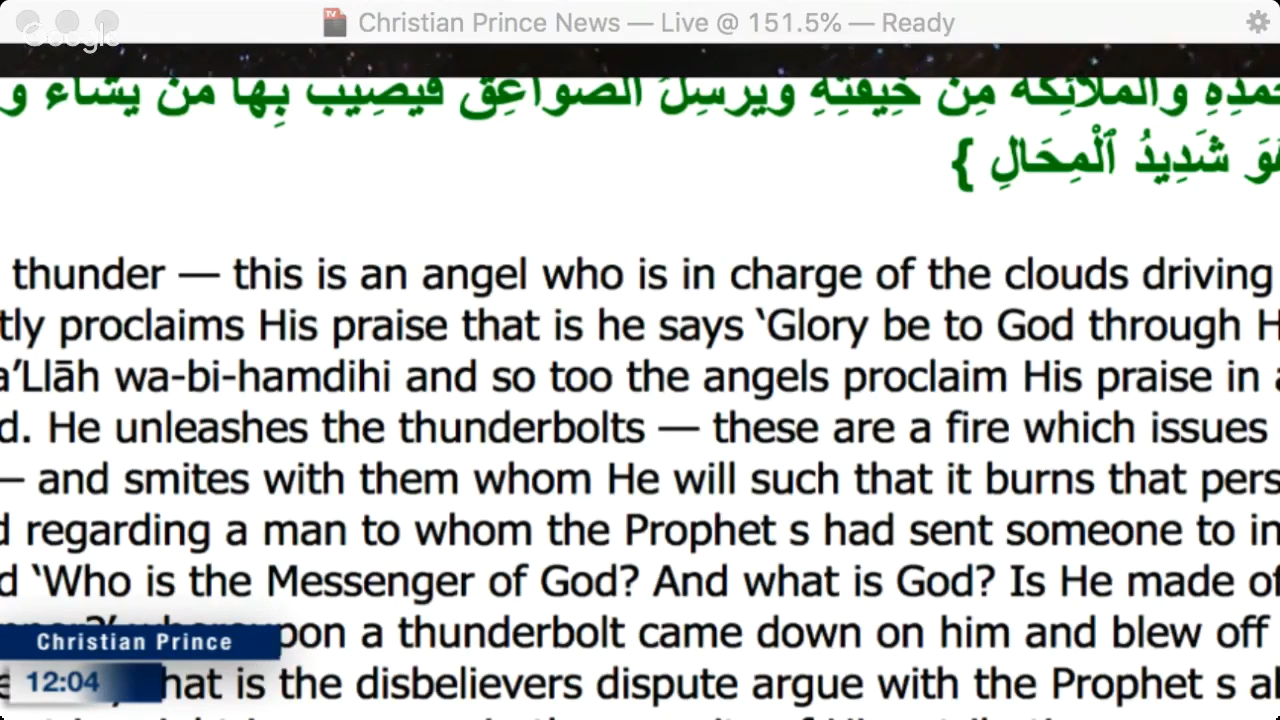 Christian Prince News — Live @ 151.5% — Ready
Google
والملائكة مِنْ خِيفَتِهِ ويرسِلُ الصواعِق فيصِيب بِها من يشاء و
شَدِيدُ ٱلْمِحَالِ }
thunder — this is an angel who is in charge of the clouds driving
tly proclaims His praise that is he says ‘Glory be to God through H
a’Llāh wa-bi-hamdihi and so too the angels proclaim His praise in a
d. He unleashes the thunderbolts — these are a fire which issues
— and smites with them whom He will such that it burns that pers
d regarding a man to whom the Prophet s had sent someone to in
d ‘Who is the Messenger of God? And what is God? Is He made of
pon a thunderbolt came down on him and blew off
hat is the disbelievers dispute argue with the Prophet s al
Christian Prince
12:04